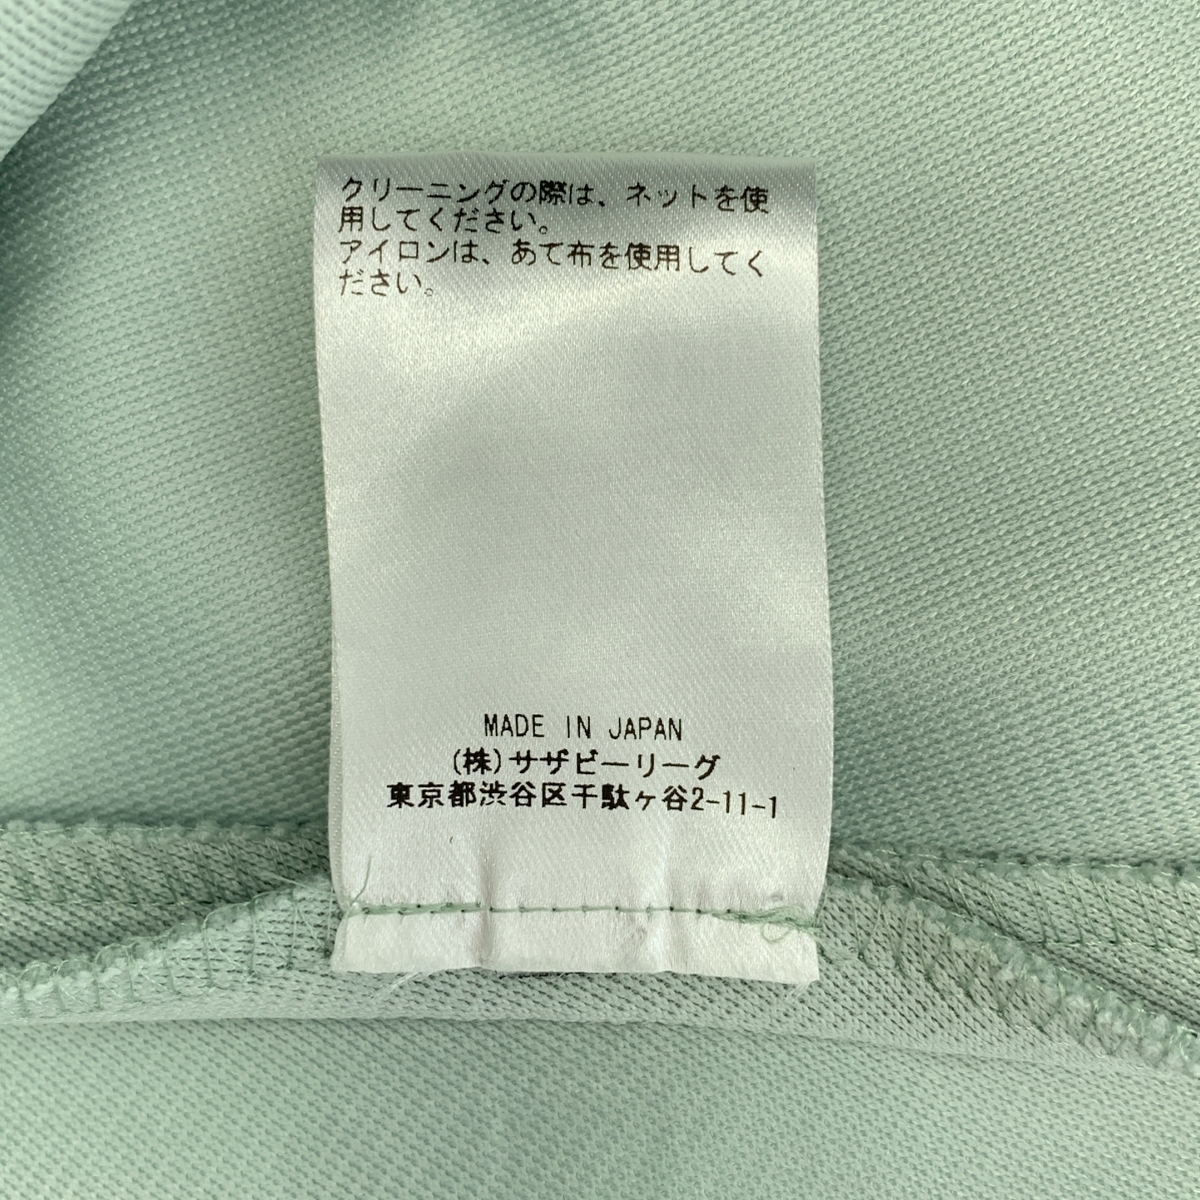 クリーニングの際は、ネットを使
用してください。
アイロンは、あて布を使用してく
ださい。
MADE IN JAPAN
(株)サザビーリーグ
東京都渋谷区千駄ヶ谷2-11-1